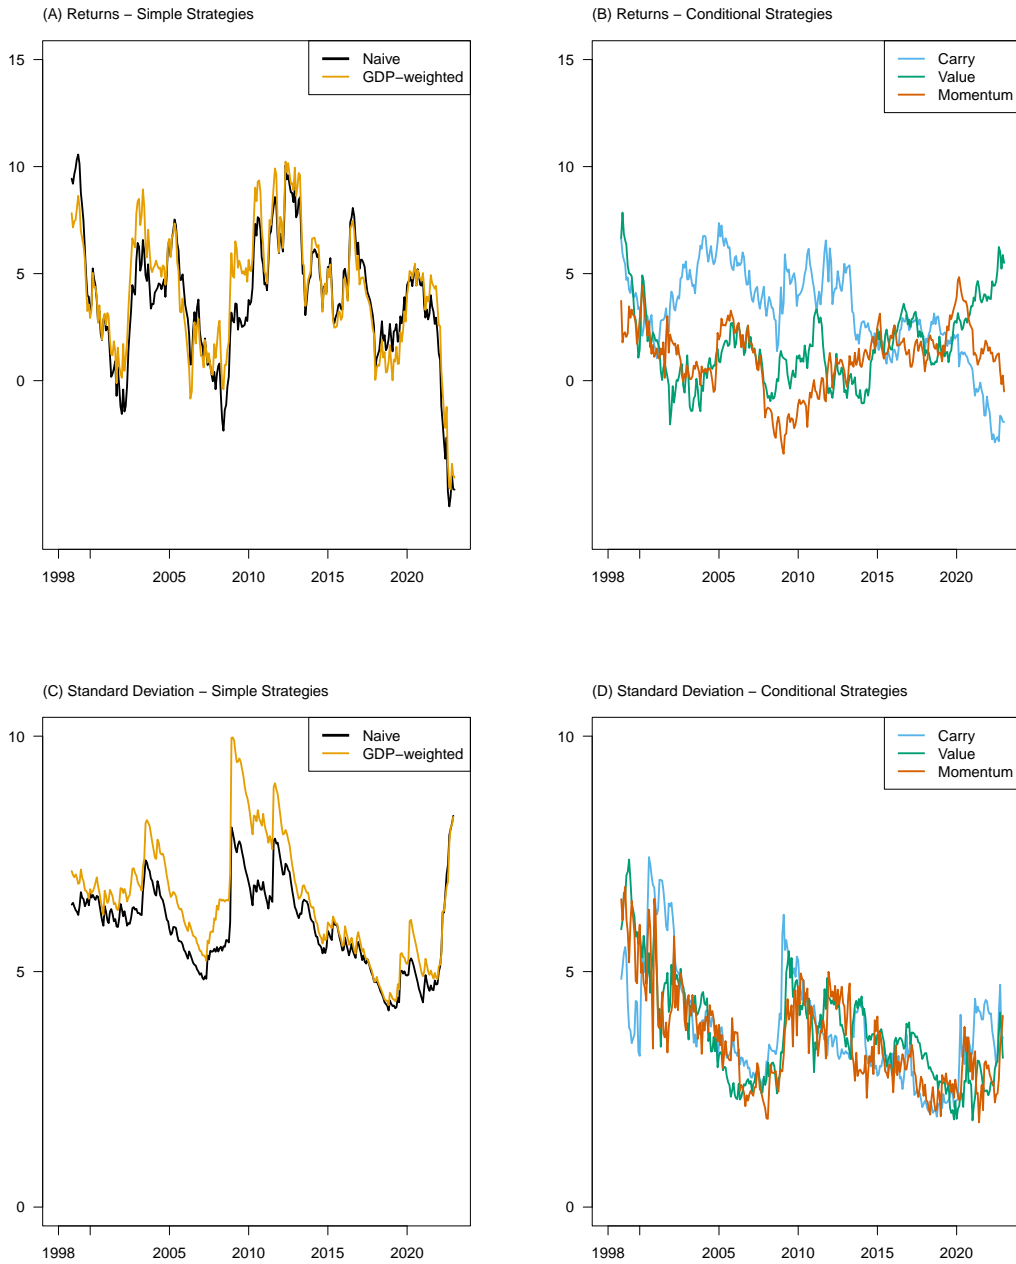 (A) Returns − Simple Strategies
15
10
5
0
Naive
GDP−weighted
1998 2005 2010 2015 2020
(B) Returns − Conditional Strategies
15
10
5
0
Carry
Value
Momentum
1998 2005 2010 2015 2020
(C) Standard Deviation − Simple Strategies
10
5
0
Naive
GDP−weighted
1998 2005 2010 2015 2020
(D) Standard Deviation − Conditional Strategies
10
5
0
Carry
Value
Momentum
1998 2005 2010 2015 2020